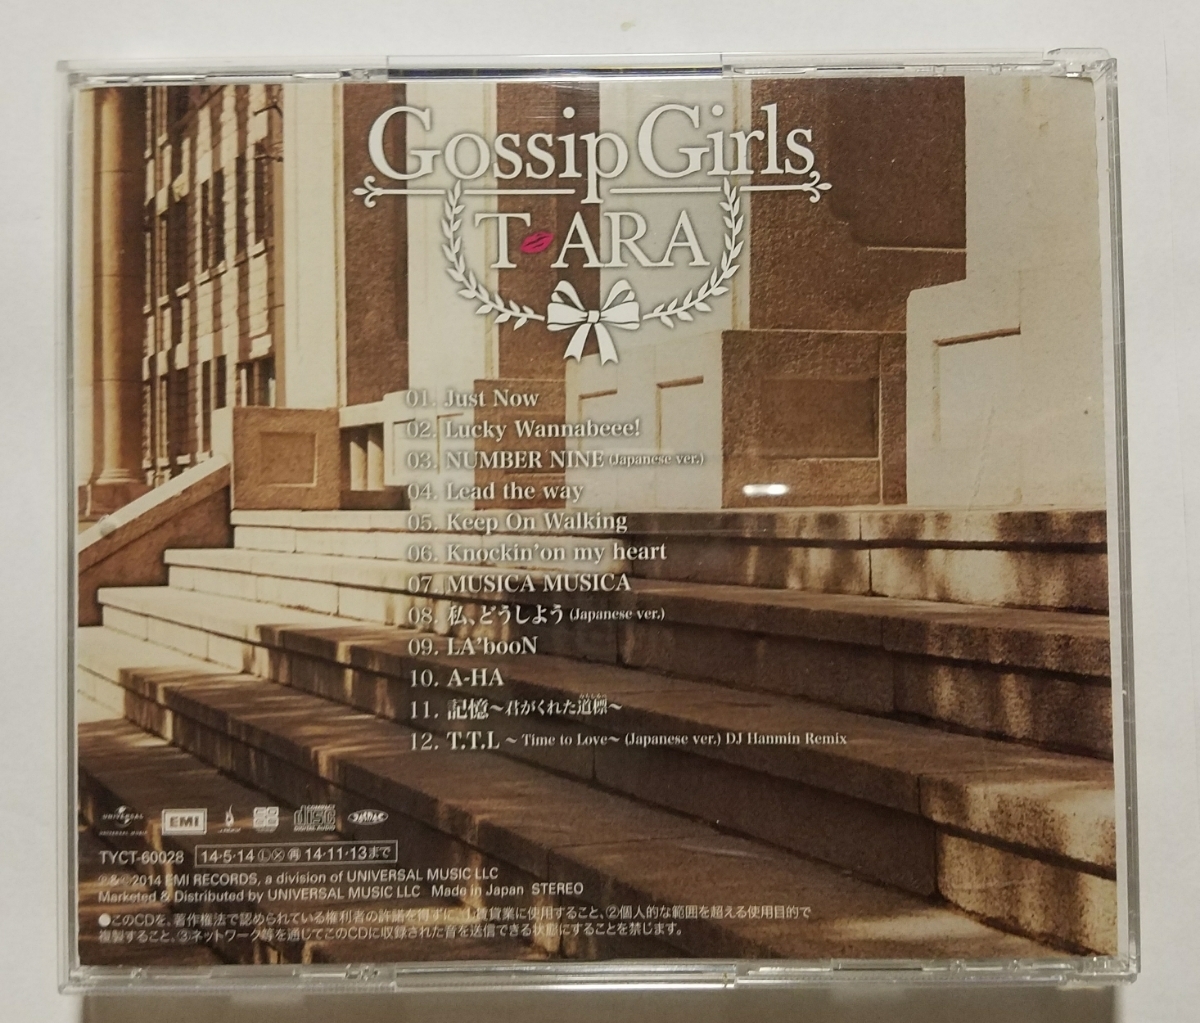 Gossip Girls
T-ARA
01. Just Now
02. Lucky Wannabeee!
03. NUMBER NINE (Japanese ver.)
04. Lead the way
05. Keep On Walking
06. Knockin'on my heart
07. MUSICA MUSICA
08. 私、どうしよう (Japanese ver.)
09. LA'booN
10. A-HA
11. 記憶～君がくれた道標～
12. T.T.L ～Time to Love～ (Japanese ver.) DJ Hanmin Remix
UNIVERSAL EMI COMPACT disc DIGITAL AUDIO
TYCT-60028 14·5·14 Ⓛ Ⓧ ㊞ 14·11·13まで
℗&©2014 EMI RECORDS, a division of UNIVERSAL MUSIC LLC
Marketed & Distributed by UNIVERSAL MUSIC LLC Made in Japan STEREO
●このCDを、著作権法で認められている権利者の許諾を得ずに、①賃貸業に使用すること、②個人的な範囲を超える使用目的で
複製すること、③ネットワーク等を通じてこのCDに収録された音を送信できる状態にすることを禁じます。